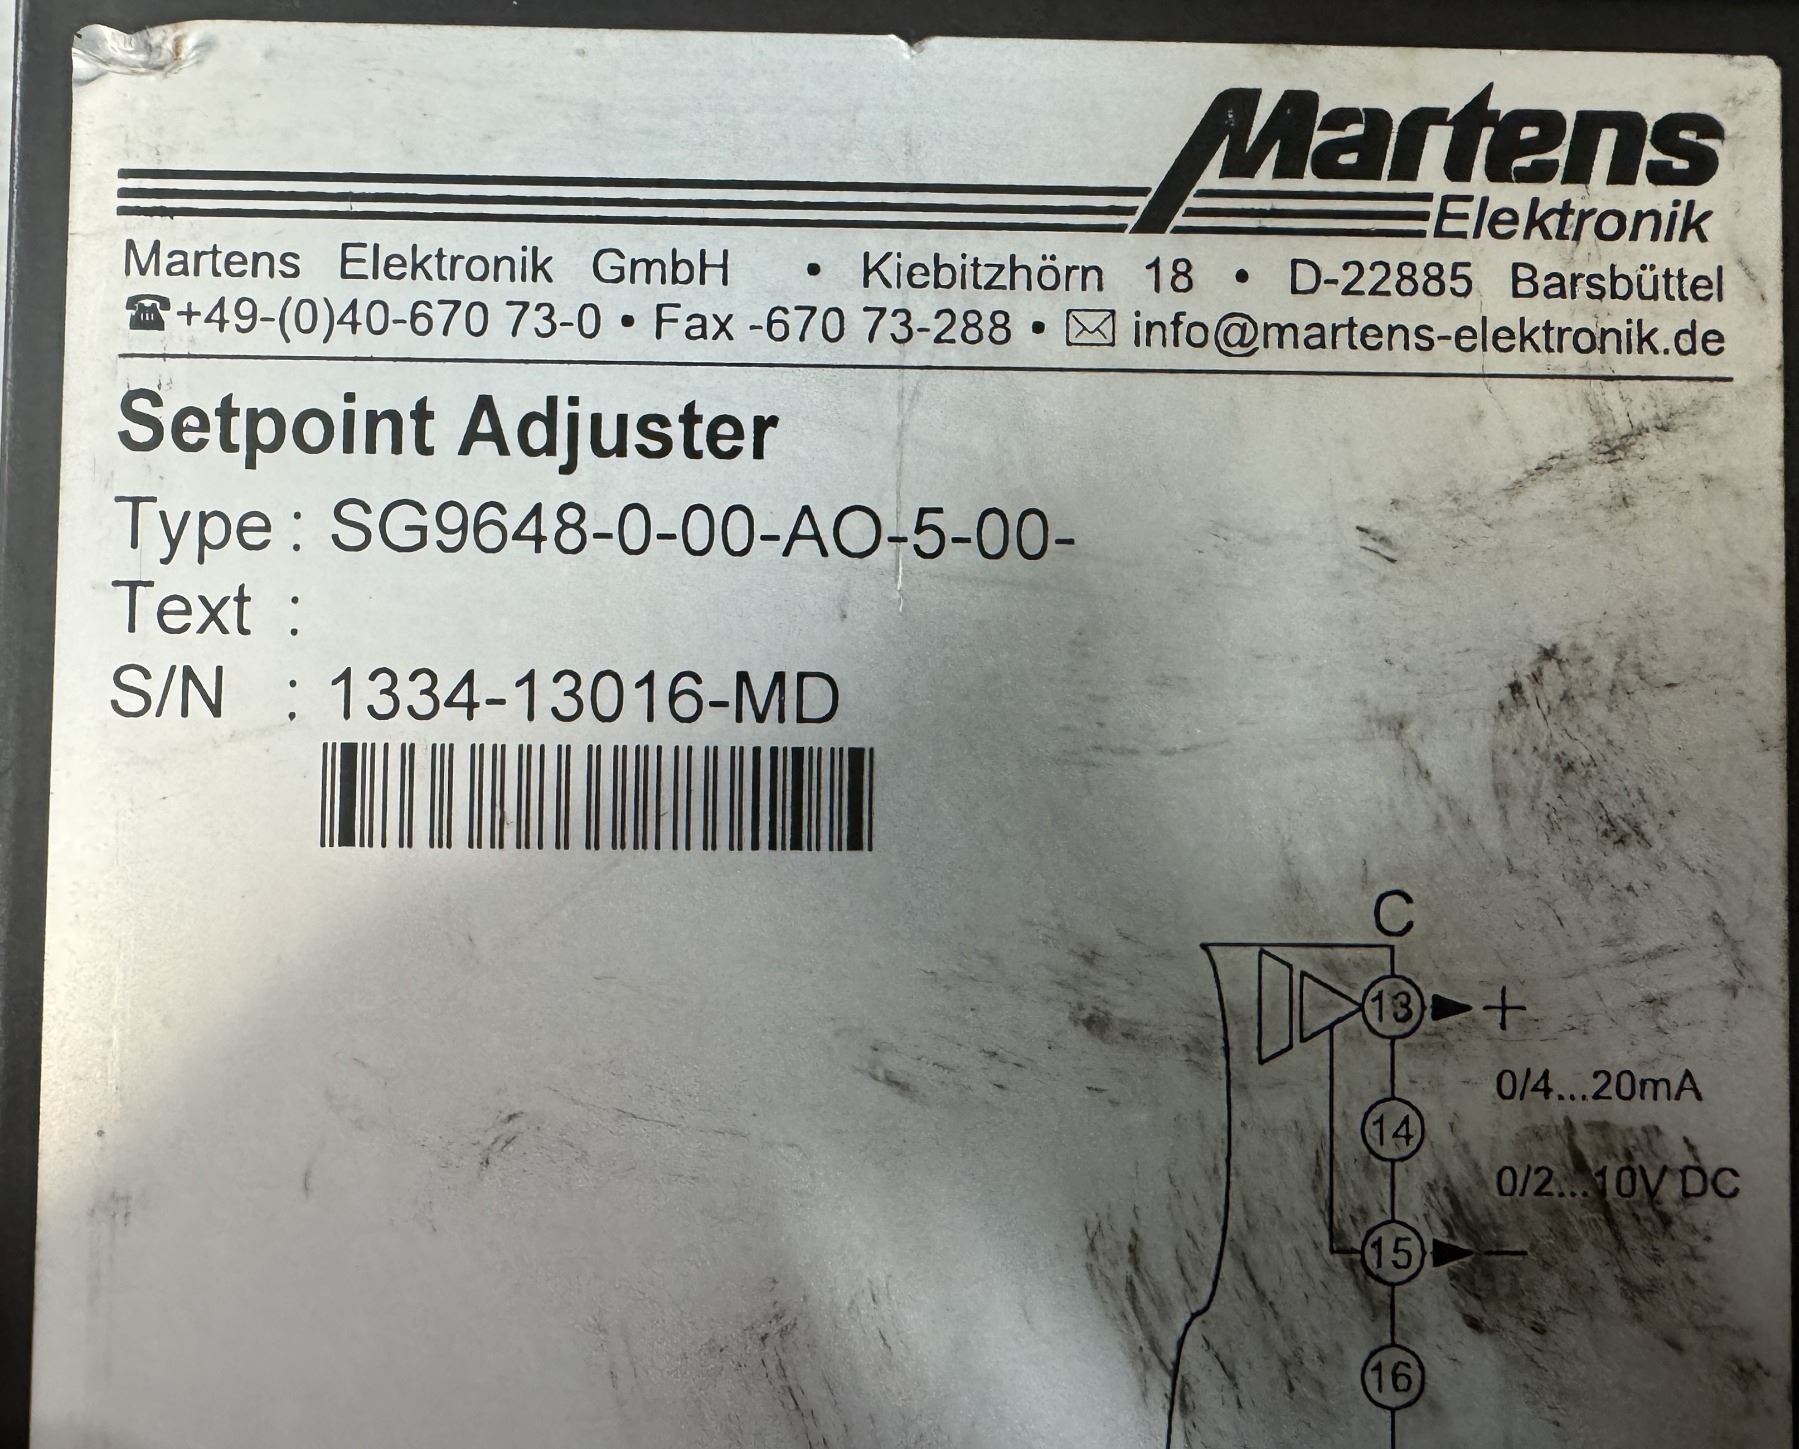 Martens
Elektronik
Martens Elektronik GmbH • Kiebitzhörn 18 • D-22885 Barsbüttel
☎+49-(0)40-670 73-0 • Fax -670 73-288 • ✉ info@martens-elektronik.de
Setpoint Adjuster
Type : SG9648-0-00-AO-5-00-
Text :
S/N : 1334-13016-MD
C
13 +
0/4...20mA
14
0/2...10V DC
15 −
16